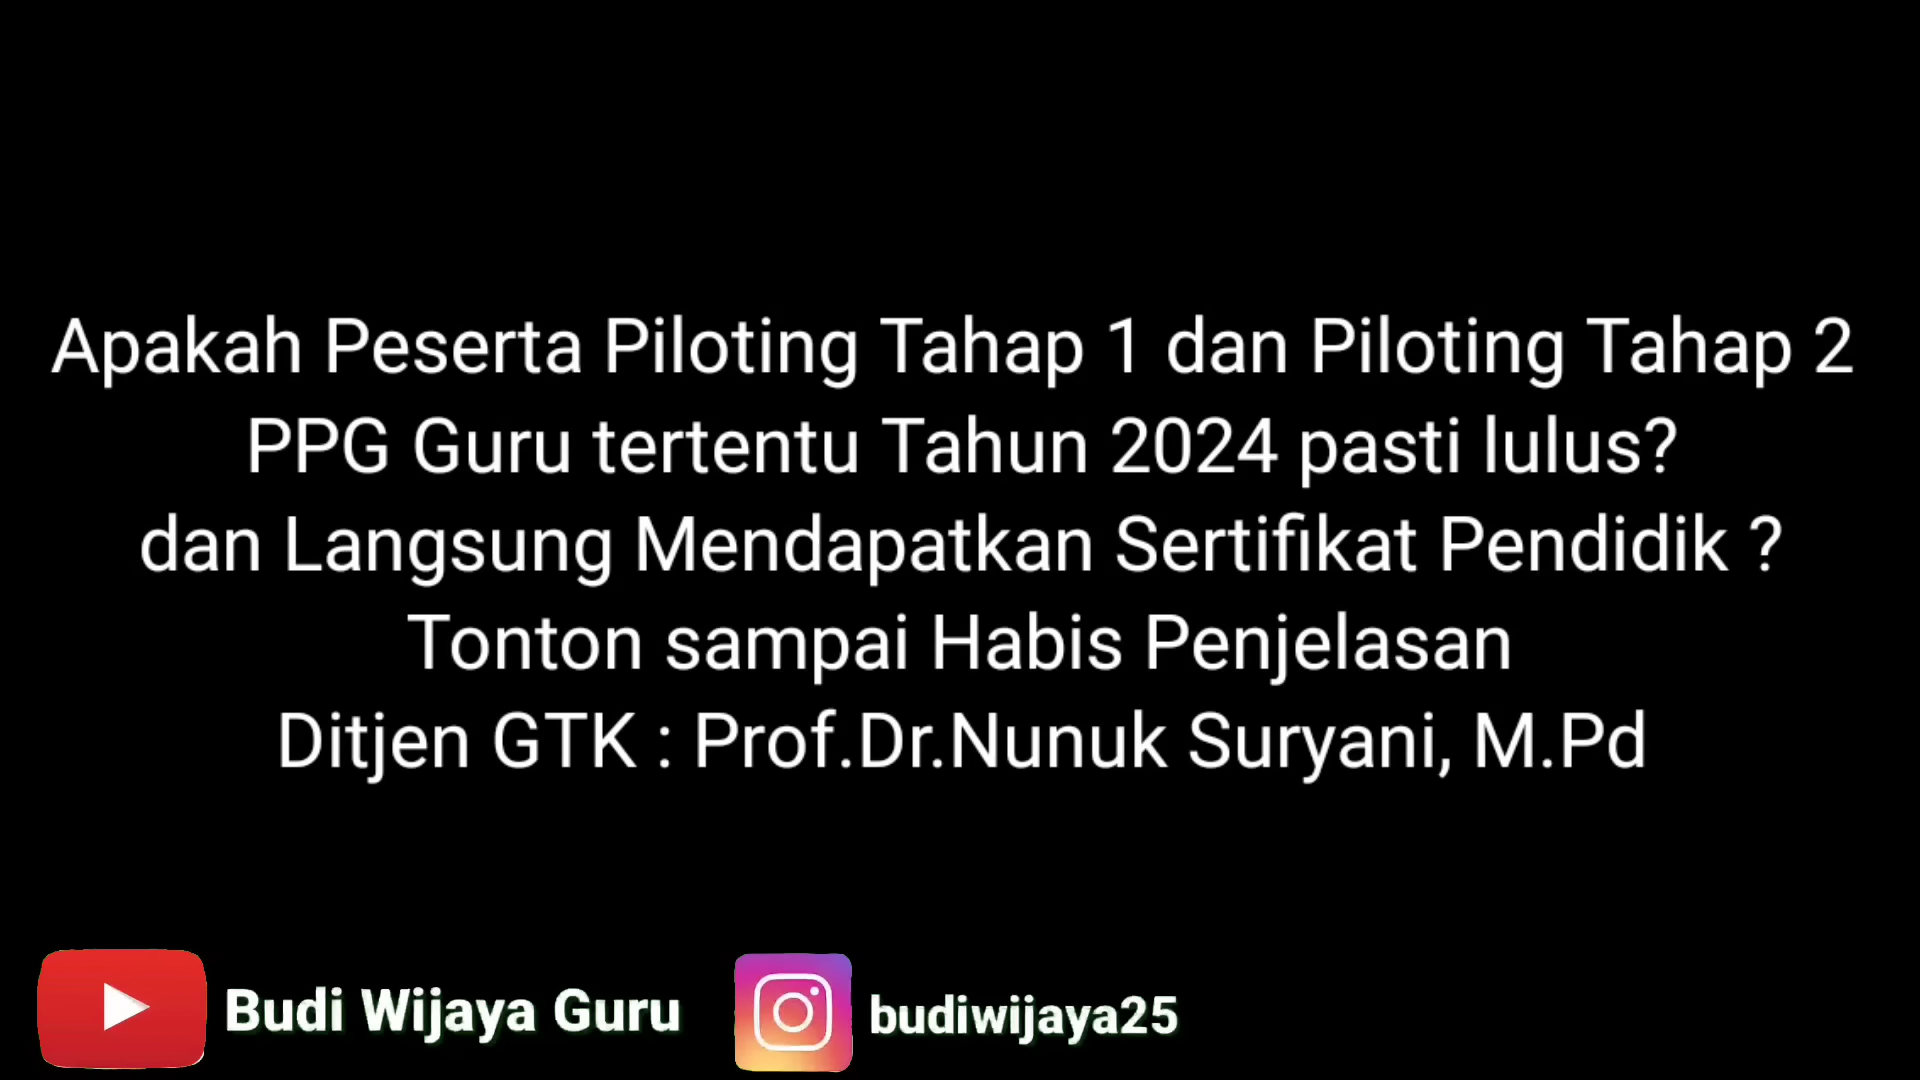 Apakah Peserta Piloting Tahap 1 dan Piloting Tahap 2
PPG Guru tertentu Tahun 2024 pasti lulus?
dan Langsung Mendapatkan Sertifikat Pendidik ?
Tonton sampai Habis Penjelasan
Ditjen GTK : Prof.Dr.Nunuk Suryani, M.Pd
Budi Wijaya Guru
budiwijaya25